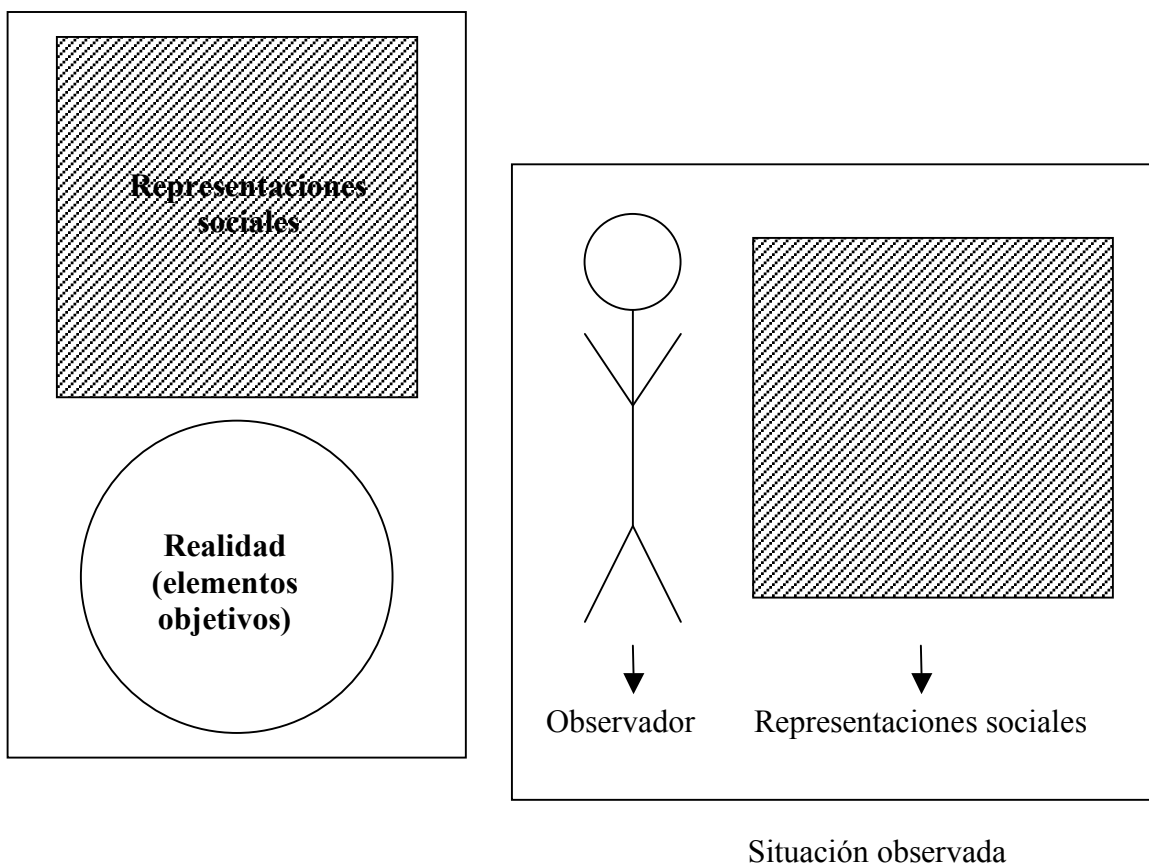 Representaciones
sociales
Realidad
(elementos
objetivos)
Observador
Representaciones sociales
Situación observada